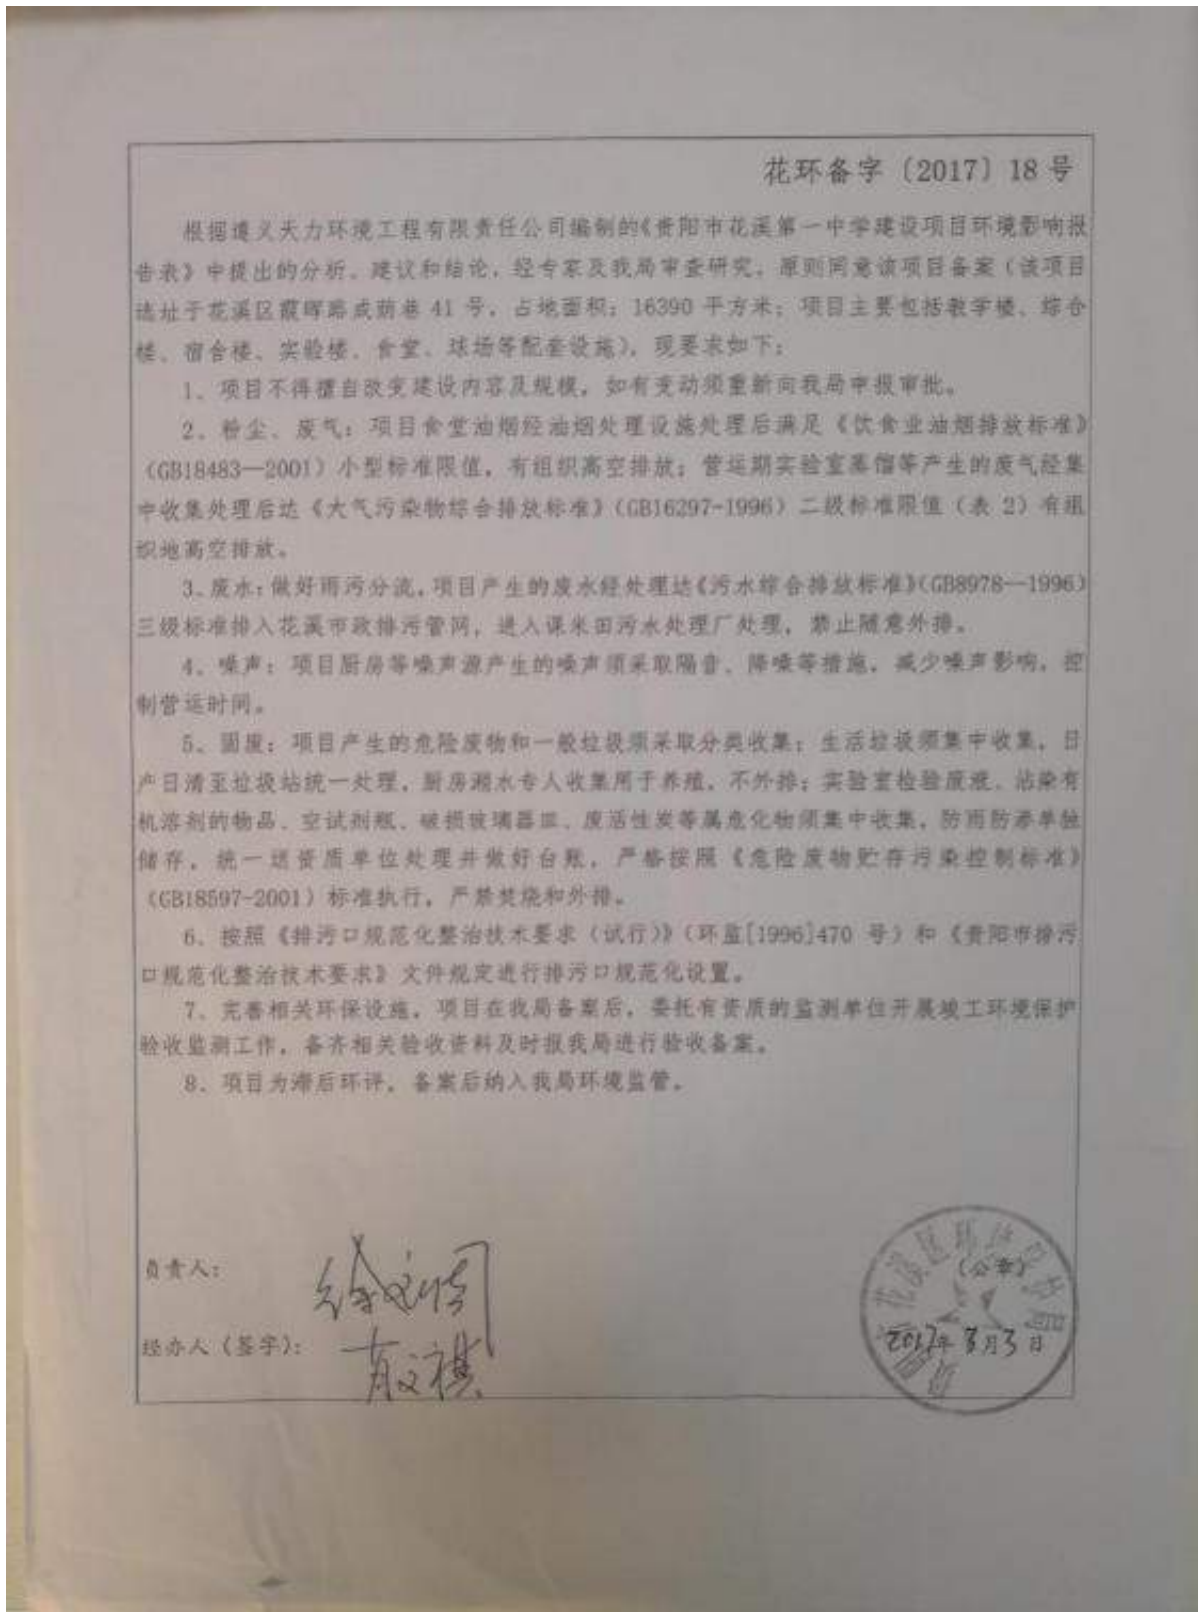 花环备字〔2017〕18 号
根据遵义天力环境工程有限责任公司编制的《贵阳市花溪第一中学建设项目环境影响报
告表》中提出的分析、建议和结论，经专家及我局审查研究，原则同意该项目备案（该项目
选址于花溪区霞晖路成荫巷 41 号，占地面积：16390 平方米；项目主要包括教学楼、综合
楼、宿舍楼、实验楼、食堂、球场等配套设施），现要求如下：
1、项目不得擅自改变建设内容及规模，如有变动须重新向我局申报审批。
2、粉尘、废气：项目食堂油烟经油烟处理设施处理后满足《饮食业油烟排放标准》
（GB18483—2001）小型标准限值，有组织高空排放；营运期实验室蒸馏等产生的废气经集
中收集处理后达《大气污染物综合排放标准》（GB16297-1996）二级标准限值（表 2）有组
织地高空排放。
3、废水：做好雨污分流，项目产生的废水经处理达《污水综合排放标准》（GB8978—1996）
三级标准排入花溪市政排污管网，进入课米田污水处理厂处理，禁止随意外排。
4、噪声：项目厨房等噪声源产生的噪声须采取隔音、降噪等措施，减少噪声影响，控
制营运时间。
5、固废：项目产生的危险废物和一般垃圾须采取分类收集；生活垃圾须集中收集，日
产日清至垃圾站统一处理，厨房潲水专人收集用于养殖，不外排；实验室检验废液、沾染有
机溶剂的物品、空试剂瓶、破损玻璃器皿、废活性炭等属危化物须集中收集，防雨防渗单独
储存，统一送资质单位处理并做好台账，严格按照《危险废物贮存污染控制标准》
（GB18597-2001）标准执行，严禁焚烧和外排。
6、按照《排污口规范化整治技术要求（试行）》（环监[1996]470 号）和《贵阳市排污
口规范化整治技术要求》文件规定进行排污口规范化设置。
7、完善相关环保设施，项目在我局备案后，委托有资质的监测单位开展竣工环境保护
验收监测工作，备齐相关验收资料及时报我局进行验收备案。
8、项目为滞后环评，备案后纳入我局环境监管。
负责人：
（公章）
经办人（签字）：
2017年3月3日